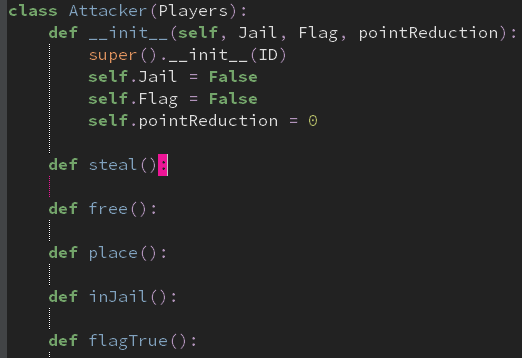 class Attacker(Players):
    def __init__(self, Jail, Flag, pointReduction):
        super().__init__(ID)
        self.Jail = False
        self.Flag = False
        self.pointReduction = 0
    def steal():
    def free():
    def place():
    def inJail():
    def flagTrue():